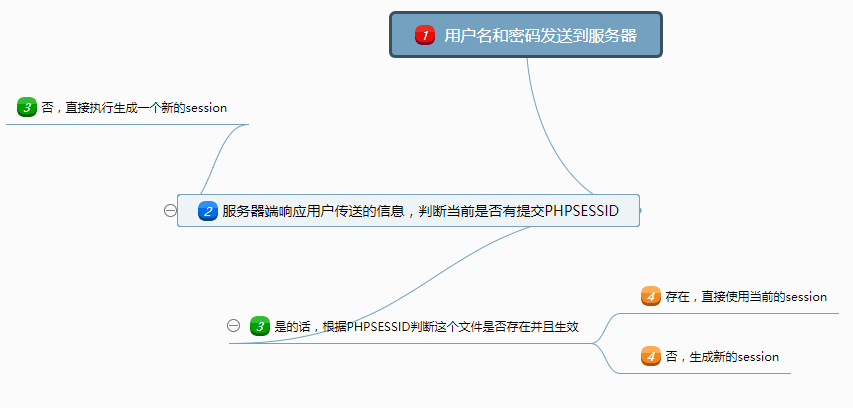 1 用户名和密码发送到服务器
3 否，直接执行生成一个新的session
2 服务器端响应用户传送的信息，判断当前是否有提交PHPSESSID
3 是的话，根据PHPSESSID判断这个文件是否存在并且生效
4 存在，直接使用当前的session
4 否，生成新的session